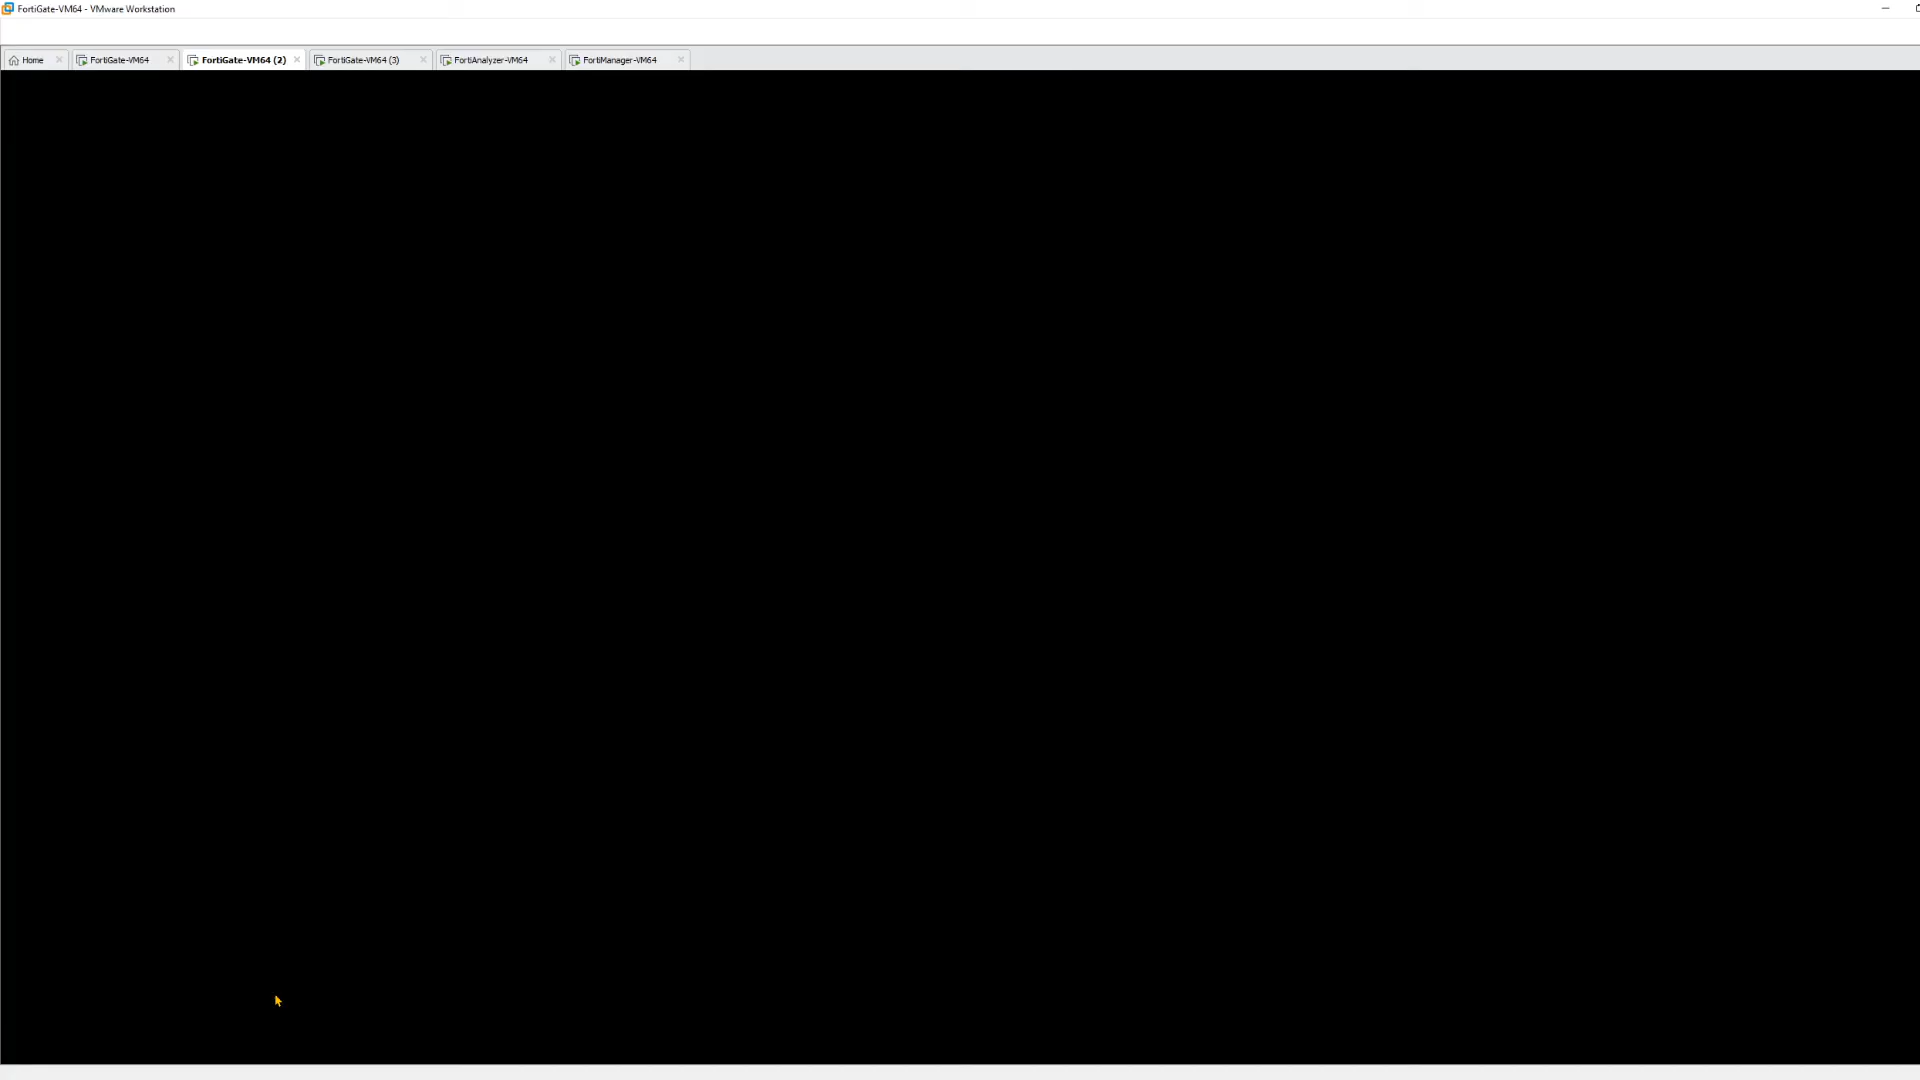 FortiGate-VM64 - VMware Workstation
Home
FortiGate-VM64
FortiGate-VM64 (2)
FortiGate-VM64 (3)
FortiAnalyzer-VM64
FortiManager-VM64